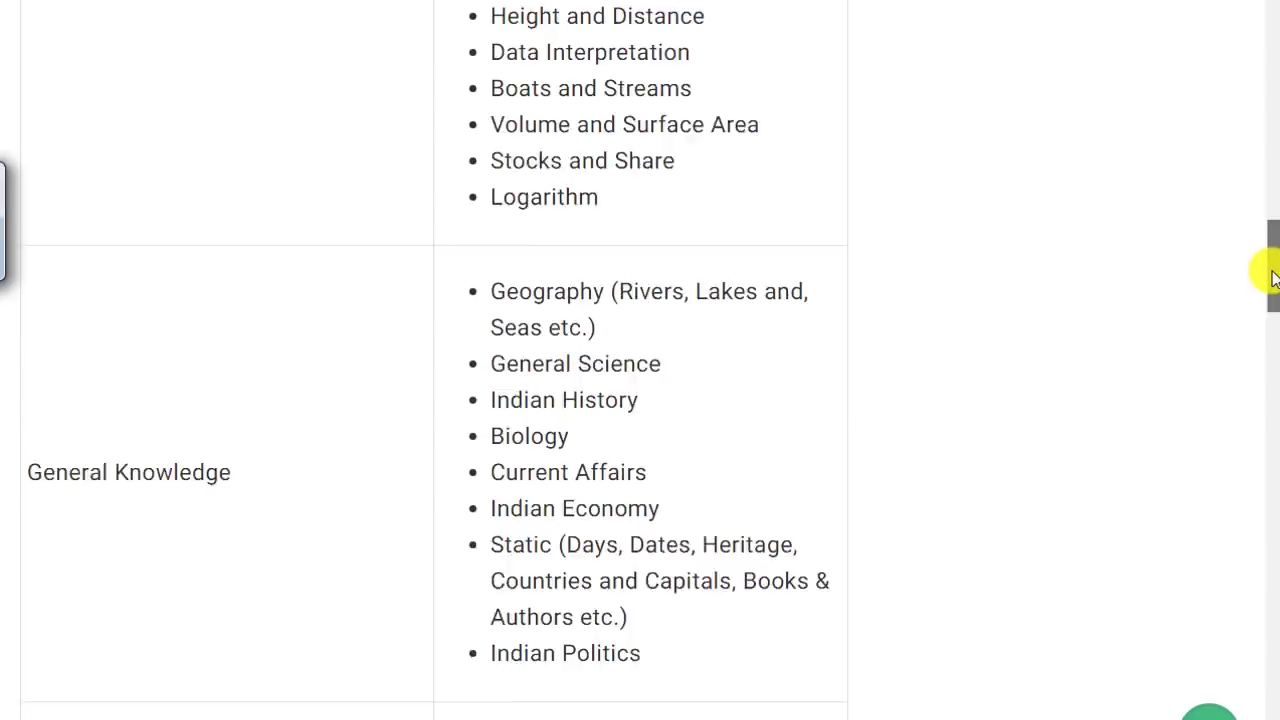 Height and Distance
Data Interpretation
Boats and Streams
Volume and Surface Area
Stocks and Share
Logarithm
General Knowledge
Geography (Rivers, Lakes and,
Seas etc.)
General Science
Indian History
Biology
Current Affairs
Indian Economy
Static (Days, Dates, Heritage,
Countries and Capitals, Books &
Authors etc.)
Indian Politics